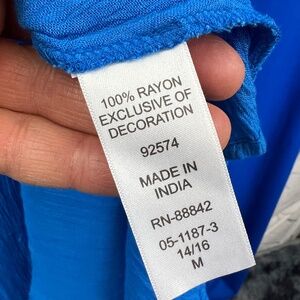 100% RAYON
EXCLUSIVE OF
DECORATION
92574
MADE IN
INDIA
RN-88842
05-1187-3
14/16
M